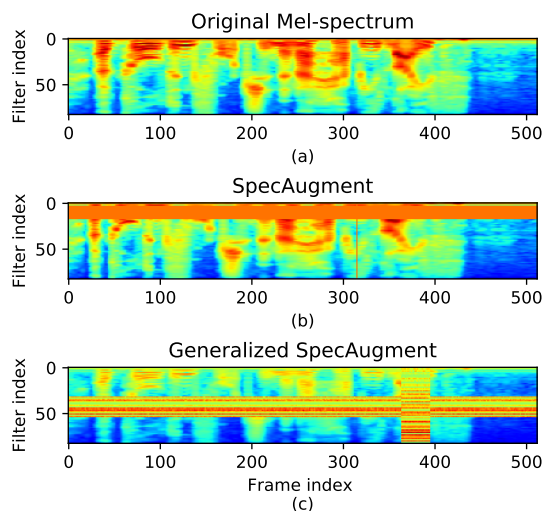 Original Mel-spectrum
Filter index
0
50
0 100 200 300 400 500
(a)
SpecAugment
Filter index
0
50
0 100 200 300 400 500
(b)
Generalized SpecAugment
Filter index
0
50
0 100 200 300 400 500
Frame index
(c)